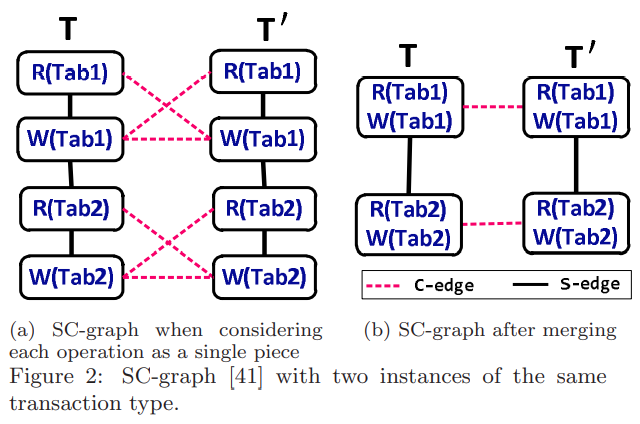 T T′
R(Tab1) R(Tab1)
W(Tab1) W(Tab1)
R(Tab2) R(Tab2)
W(Tab2) W(Tab2)
(a) SC-graph when considering
each operation as a single piece
T T′
R(Tab1) R(Tab1)
W(Tab1) W(Tab1)
R(Tab2) R(Tab2)
W(Tab2) W(Tab2)
C-edge S-edge
(b) SC-graph after merging
Figure 2: SC-graph [41] with two instances of the same
transaction type.